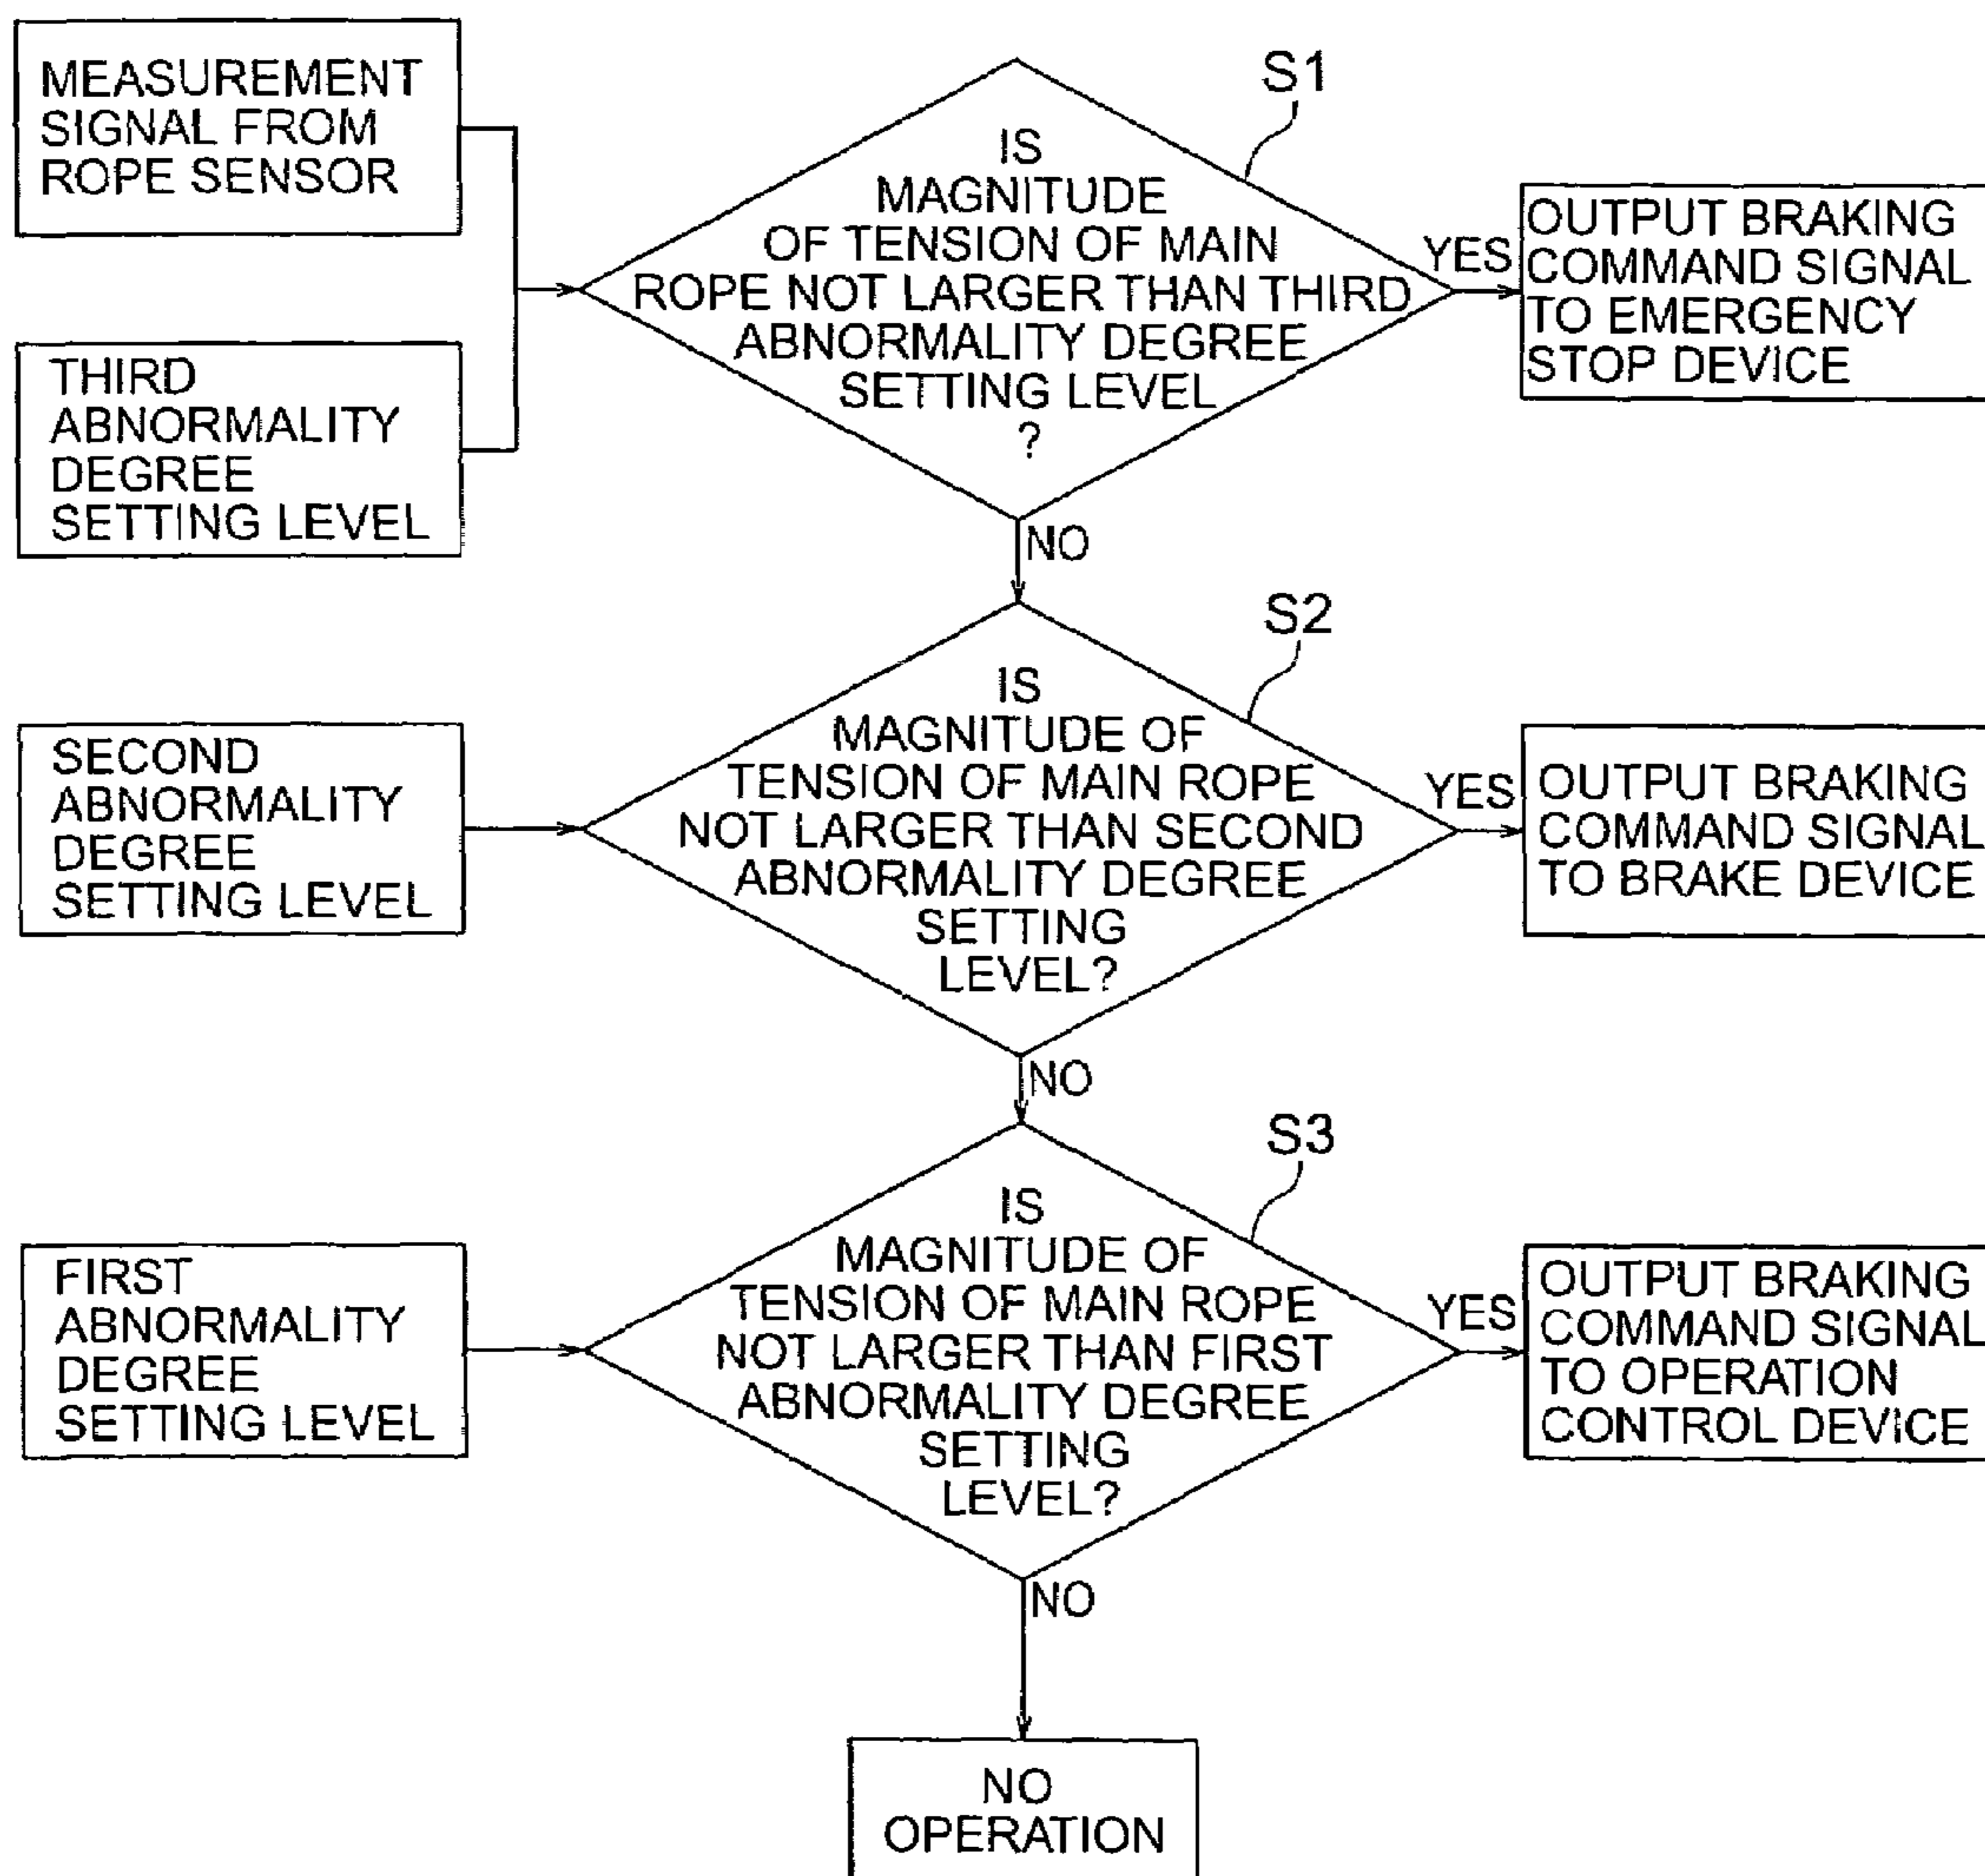 MEASUREMENT
SIGNAL FROM
ROPE SENSOR
THIRD
ABNORMALITY
DEGREE
SETTING LEVEL
S1
IS
MAGNITUDE
OF TENSION OF MAIN
ROPE NOT LARGER THAN THIRD
ABNORMALITY DEGREE
SETTING LEVEL
?
YES
OUTPUT BRAKING
COMMAND SIGNAL
TO EMERGENCY
STOP DEVICE
NO
SECOND
ABNORMALITY
DEGREE
SETTING LEVEL
S2
IS
MAGNITUDE OF
TENSION OF MAIN ROPE
NOT LARGER THAN SECOND
ABNORMALITY DEGREE
SETTING
LEVEL?
YES
OUTPUT BRAKING
COMMAND SIGNAL
TO BRAKE DEVICE
NO
FIRST
ABNORMALITY
DEGREE
SETTING LEVEL
S3
IS
MAGNITUDE OF
TENSION OF MAIN ROPE
NOT LARGER THAN FIRST
ABNORMALITY DEGREE
SETTING
LEVEL?
YES
OUTPUT BRAKING
COMMAND SIGNAL
TO OPERATION
CONTROL DEVICE
NO
NO
OPERATION